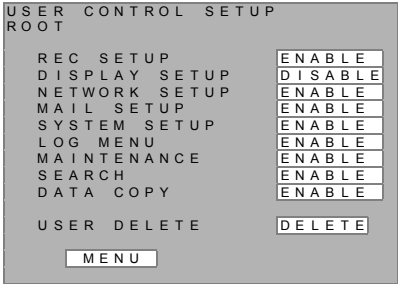 USER CONTROL SETUP
ROOT
REC SETUP ENABLE
DISPLAY SETUP DISABLE
NETWORK SETUP ENABLE
MAIL SETUP ENABLE
SYSTEM SETUP ENABLE
LOG MENU ENABLE
MAINTENANCE ENABLE
SEARCH ENABLE
DATA COPY ENABLE
USER DELETE DELETE
MENU